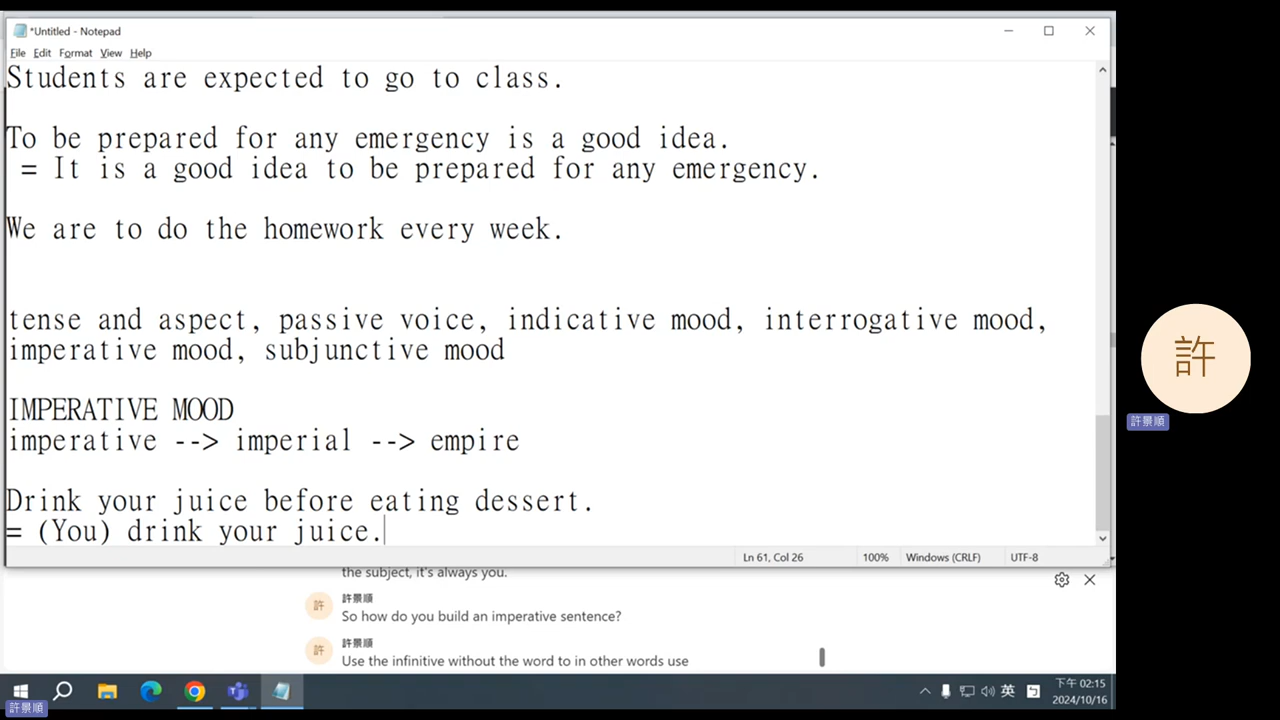 *Untitled - Notepad
File Edit Format View Help
Students are expected to go to class.
To be prepared for any emergency is a good idea.
= It is a good idea to be prepared for any emergency.
We are to do the homework every week.
tense and aspect, passive voice, indicative mood, interrogative mood,
imperative mood, subjunctive mood
IMPERATIVE MOOD
imperative --> imperial --> empire
Drink your juice before eating dessert.
= (You) drink your juice.
Ln 61, Col 26 100% Windows (CRLF) UTF-8
the subject, it's always you.
許 許景順
So how do you build an imperative sentence?
許 許景順
Use the infinitive without the word to in other words use
英
下午 02:15
2024/10/16
許景順
許
許景順